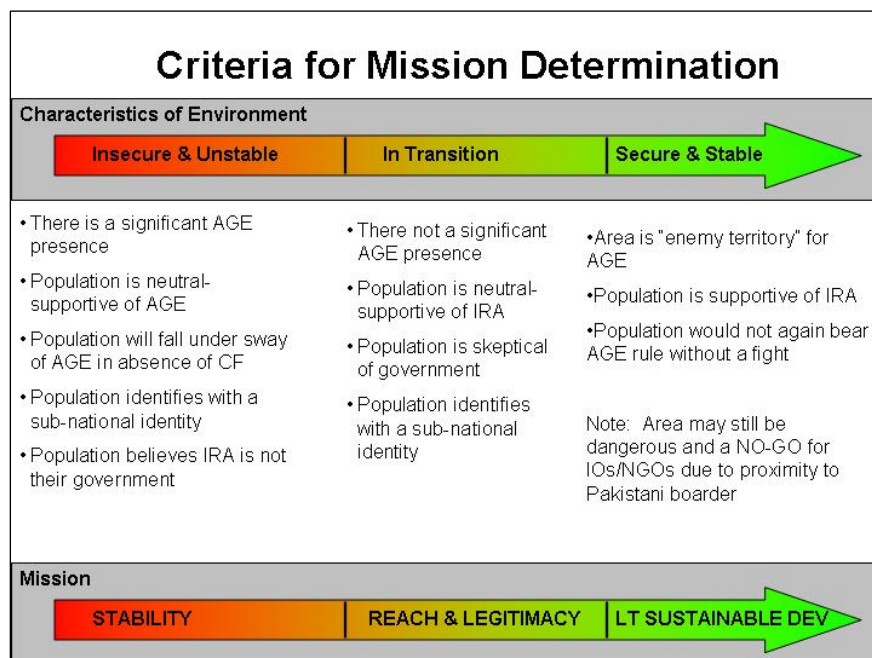 Criteria for Mission Determination
Characteristics of Environment
Insecure & Unstable
In Transition
Secure & Stable
•There is a significant AGE
presence
•Population is neutral-
supportive of AGE
•Population will fall under sway
of AGE in absence of CF
•Population identifies with a
sub-national identity
•Population believes IRA is not
their government
•There not a significant
AGE presence
•Population is neutral-
supportive of IRA
•Population is skeptical
of government
•Population identifies
with a sub-national
identity
•Area is "enemy territory" for
AGE
•Population is supportive of IRA
•Population would not again bear
AGE rule without a fight
Note: Area may still be
dangerous and a NO-GO for
IOs/NGOs due to proximity to
Pakistani boarder
Mission
STABILITY
REACH & LEGITIMACY
LT SUSTAINABLE DEV